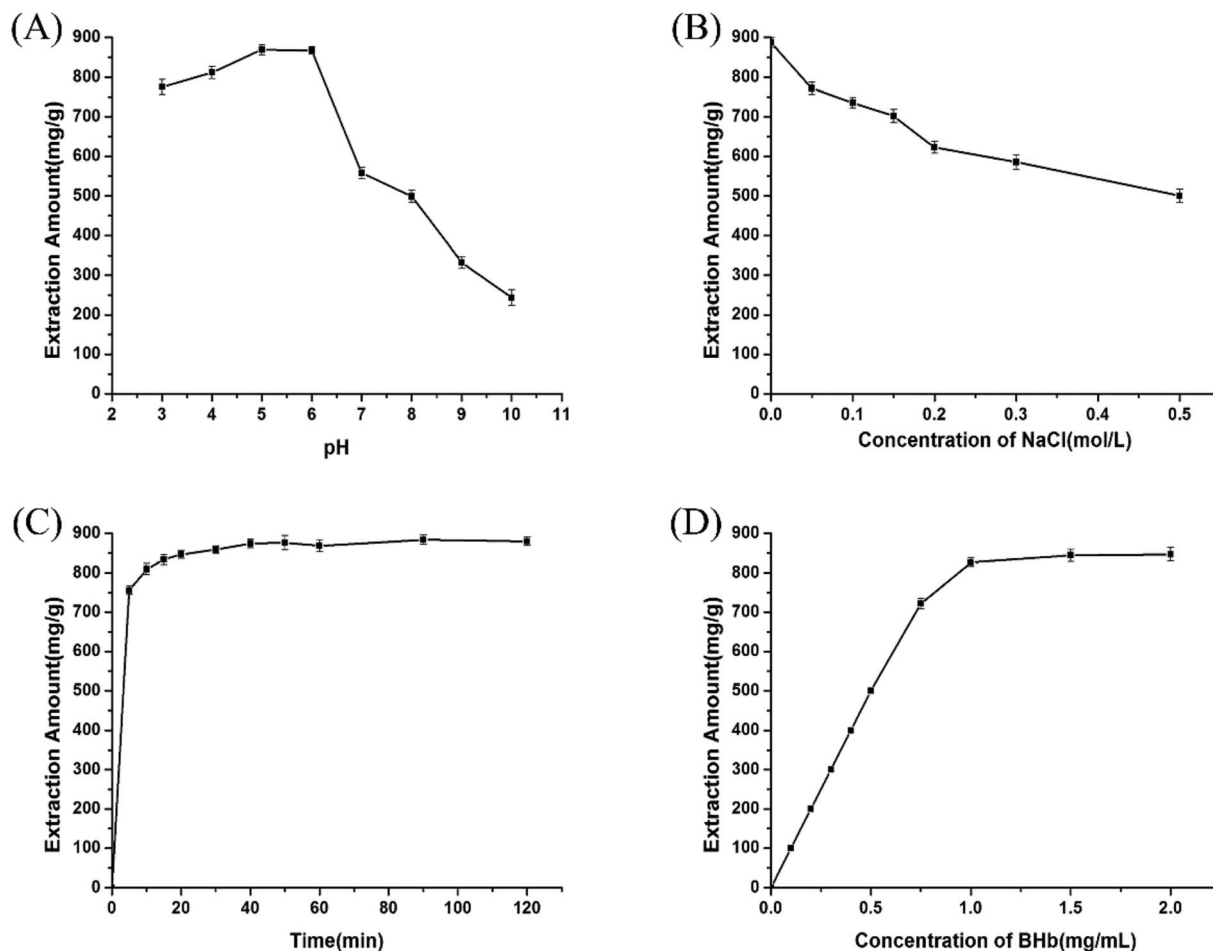 (A)
900
800
700
600
500
400
300
200
100
0
Extraction Amount(mg/g)
2 3 4 5 6 7 8 9 10 11
pH
(B)
900
800
700
600
500
400
300
200
100
0
Extraction Amount(mg/g)
0.0 0.1 0.2 0.3 0.4 0.5
Concentration of NaCl(mol/L)
(C)
900
800
700
600
500
400
300
200
100
0
Extraction Amount(mg/g)
0 20 40 60 80 100 120
Time(min)
(D)
900
800
700
600
500
400
300
200
100
0
Extraction Amount(mg/g)
0.0 0.5 1.0 1.5 2.0
Concentration of BHb(mg/mL)